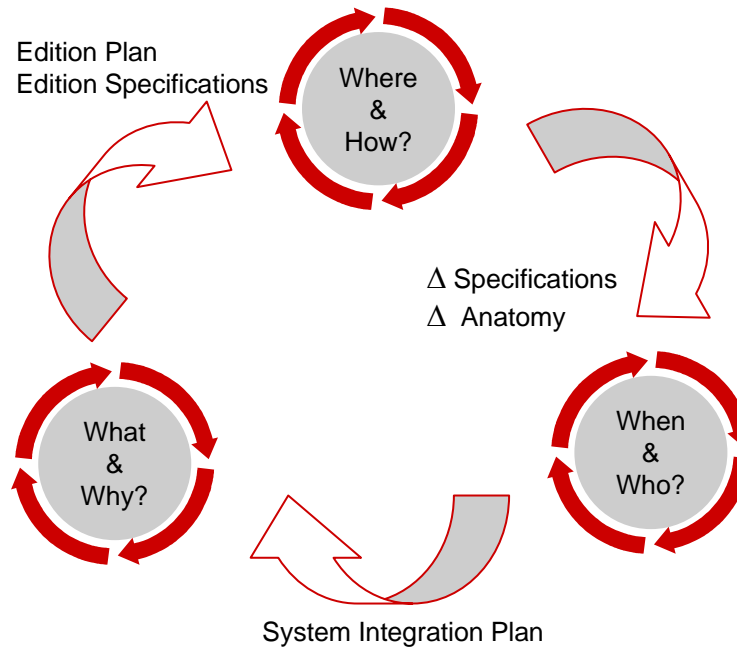 Edition Plan
Edition Specifications
Where
&
How?
Δ Specifications
Δ Anatomy
What
&
Why?
When
&
Who?
System Integration Plan